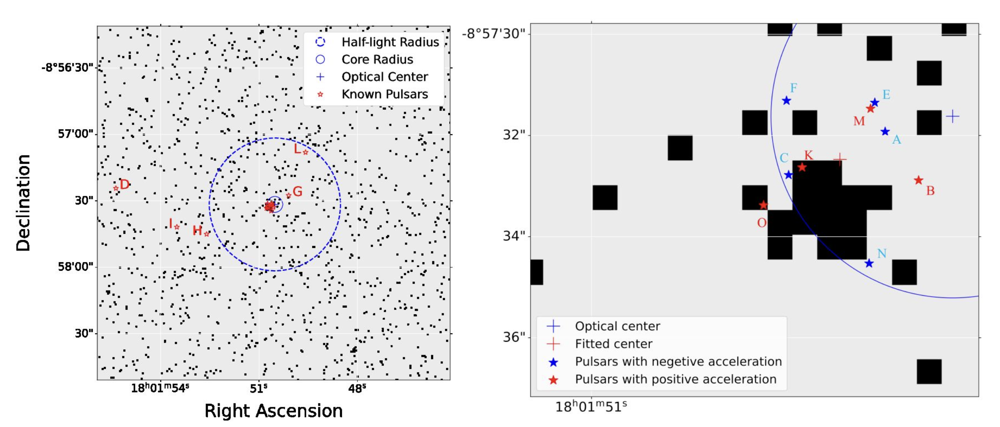 Half-light Radius
Core Radius
Optical Center
Known Pulsars
-8°56'30"
57'00"
30"
58'00"
30"
L
G
D
I
H
18ʰ01ᵐ54ˢ
51ˢ
48ˢ
Right Ascension
Declination
-8°57'30"
32"
34"
36"
F
E
M
A
C
K
B
O
N
Optical center
Fitted center
Pulsars with negetive acceleration
Pulsars with positive acceleration
18ʰ01ᵐ51ˢ